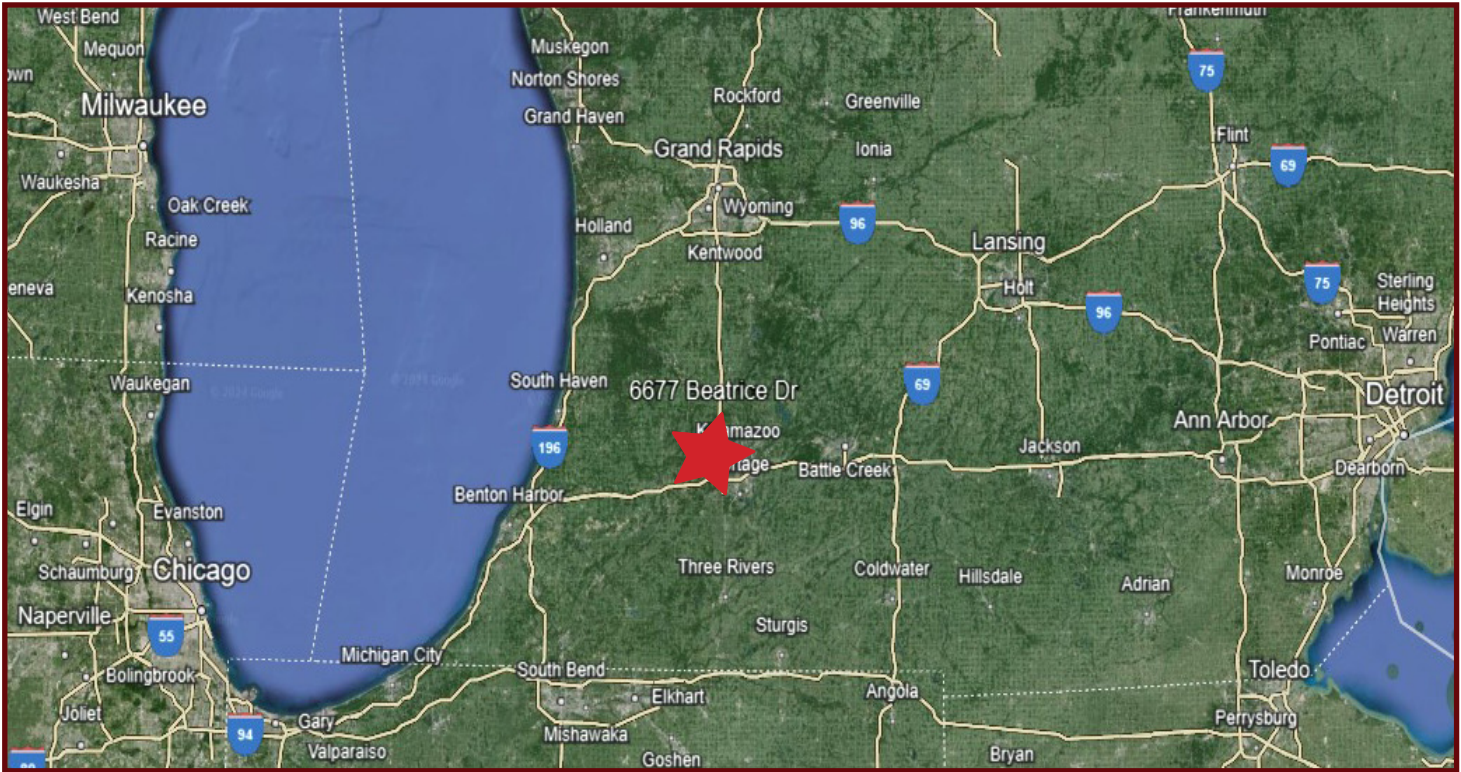 West Bend
Mequon
own
Milwaukee
Waukesha
Oak Creek
Racine
eneva
Kenosha
Waukegan
Elgin
Evanston
Schaumburg
Chicago
Naperville
55
Bolingbrook
Joliet
94
Gary
Valparaiso
Michigan City
Muskegon
Norton Shores
Grand Haven
Rockford
Greenville
Grand Rapids
Ionia
Wyoming
Holland
Kentwood
96
Lansing
Holt
96
69
South Haven
6677 Beatrice Dr
196
Benton Harbor
Battle Creek
Jackson
Three Rivers
Coldwater
Hillsdale
Adrian
Sturgis
South Bend
Elkhart
Mishawaka
Goshen
Angola
Bryan
Frankenmuth
75
Flint
69
75
Sterling
Heights
Pontiac
Warren
Detroit
Ann Arbor
Dearborn
Monroe
Toledo
Perrysburg